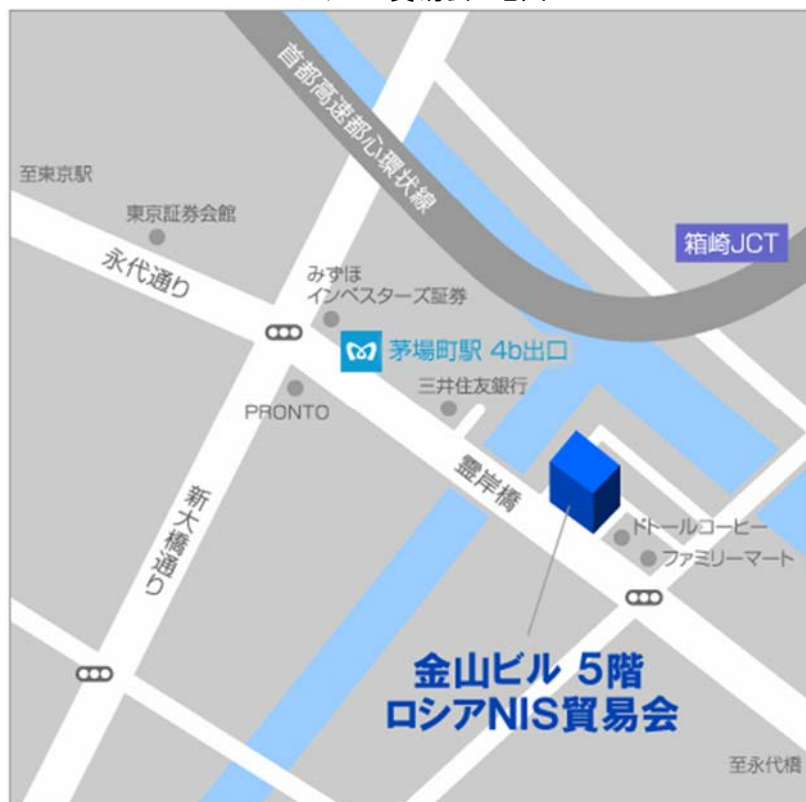 首都高速都心環状線
至東京駅
東京証券会館
永代通り
箱崎JCT
みずほ
インベスターズ証券
茅場町駅 4b出口
三井住友銀行
PRONTO
霊岸橋
新大橋通り
ドトールコーヒー
ファミリーマート
金山ビル 5階
ロシアNIS貿易会
至永代橋